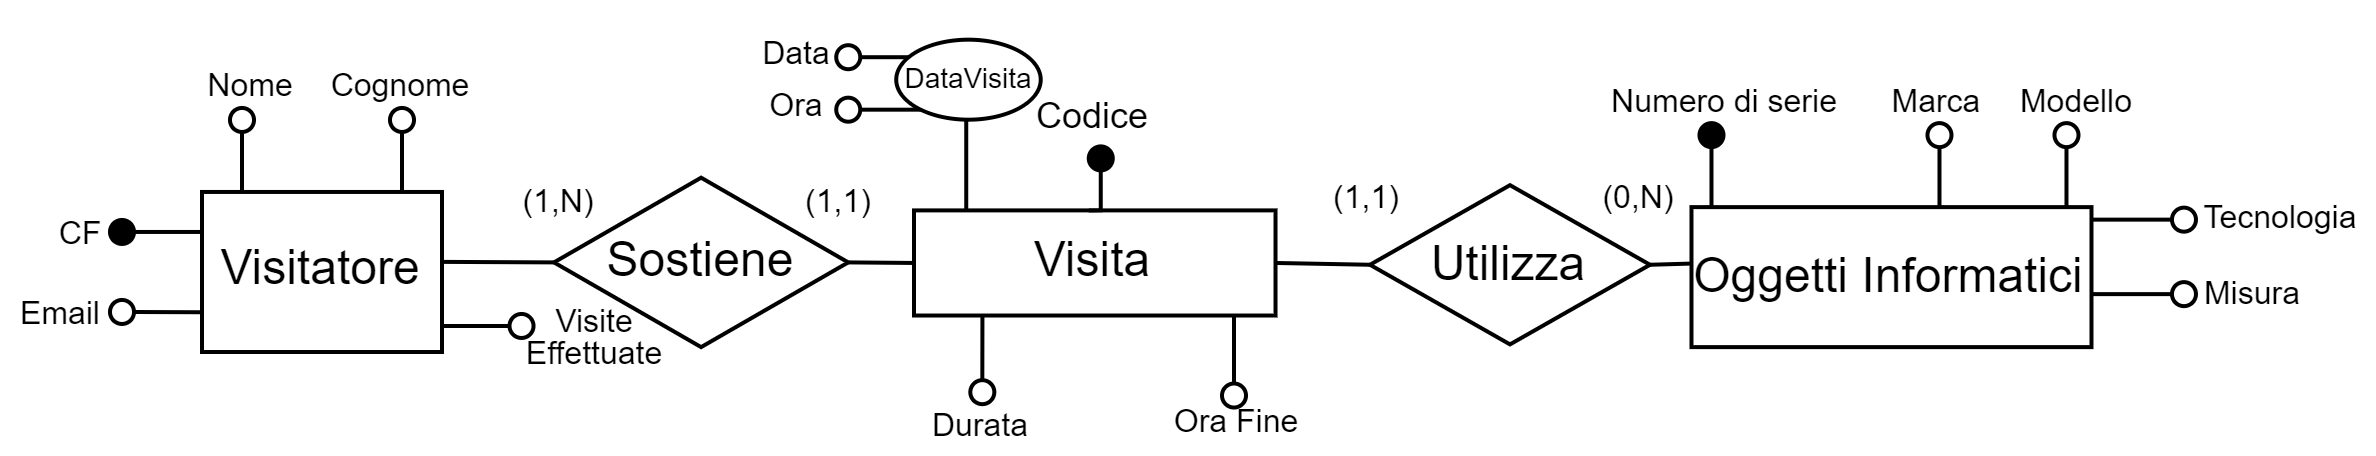 Nome
Cognome
CF
Email
Visitatore
Visite
Effettuate
(1,N)
Sostiene
(1,1)
Data
Ora
DataVisita
Codice
Visita
Durata
Ora Fine
(1,1)
Utilizza
(0,N)
Numero di serie
Marca
Modello
Oggetti Informatici
Tecnologia
Misura